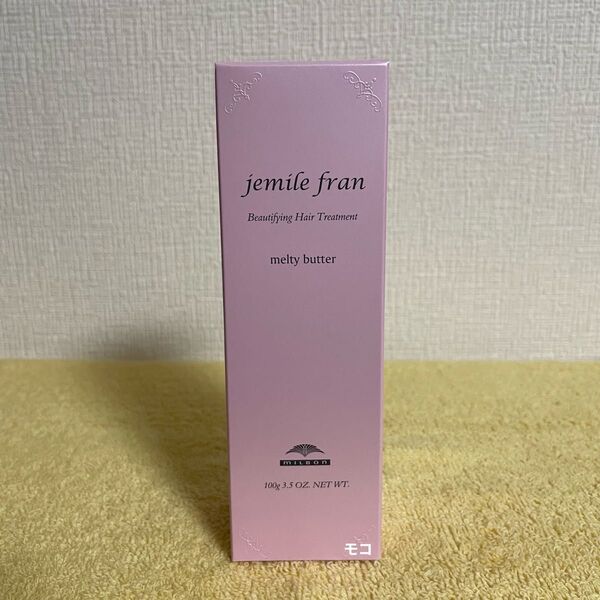 jemile fran
Beautifying Hair Treatment
melty butter
MILBON
100g 3.5 OZ. NET WT.
モコ